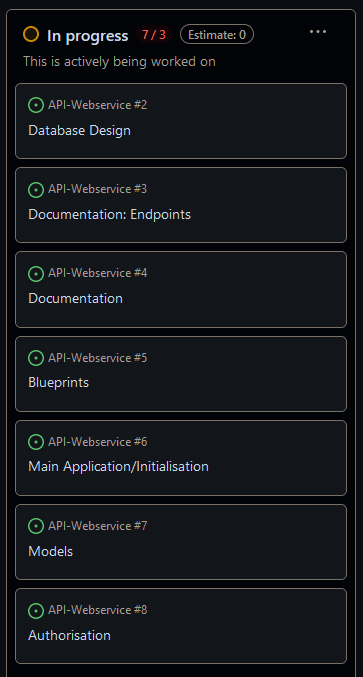 In progress 7 / 3 Estimate: 0 ...
This is actively being worked on
API-Webservice #2
Database Design
API-Webservice #3
Documentation: Endpoints
API-Webservice #4
Documentation
API-Webservice #5
Blueprints
API-Webservice #6
Main Application/Initialisation
API-Webservice #7
Models
API-Webservice #8
Authorisation